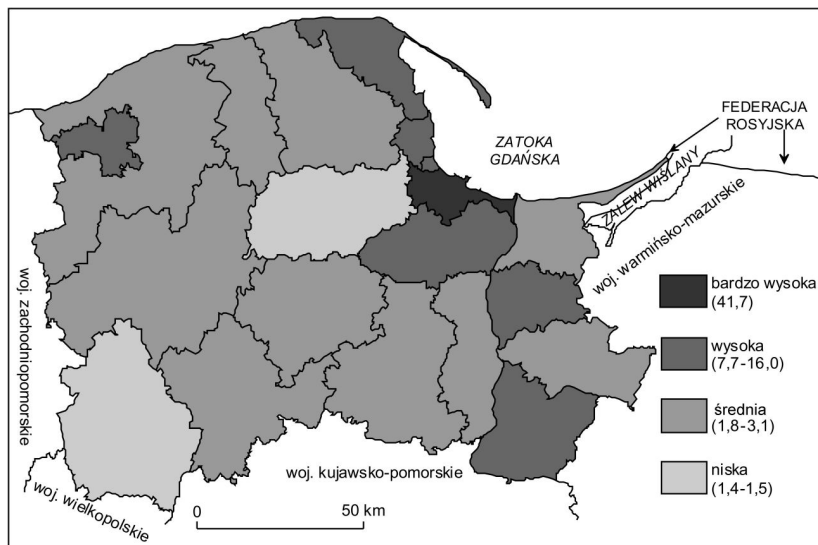 FEDERACJA
ROSYJSKA
ZATOKA
GDAŃSKA
ZALEW WIŚLANY
woj. warmińsko-mazurskie
woj. zachodniopomorskie
bardzo wysoka
(41,7)
wysoka
(7,7-16,0)
średnia
(1,8-3,1)
niska
(1,4-1,5)
woj. kujawsko-pomorskie
woj. wielkopolskie
0
50 km